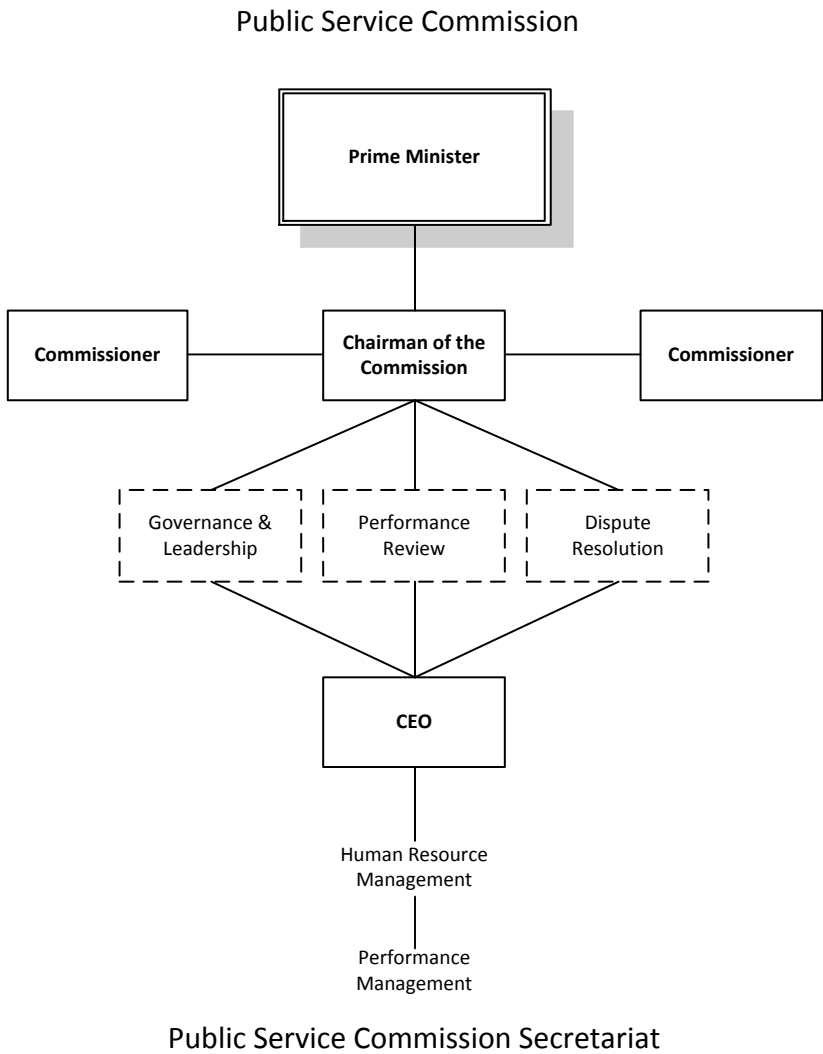 Public Service Commission
Prime Minister
Commissioner
Chairman of the
Commission
Commissioner
Governance &
Leadership
Performance
Review
Dispute
Resolution
CEO
Human Resource
Management
Performance
Management
Public Service Commission Secretariat